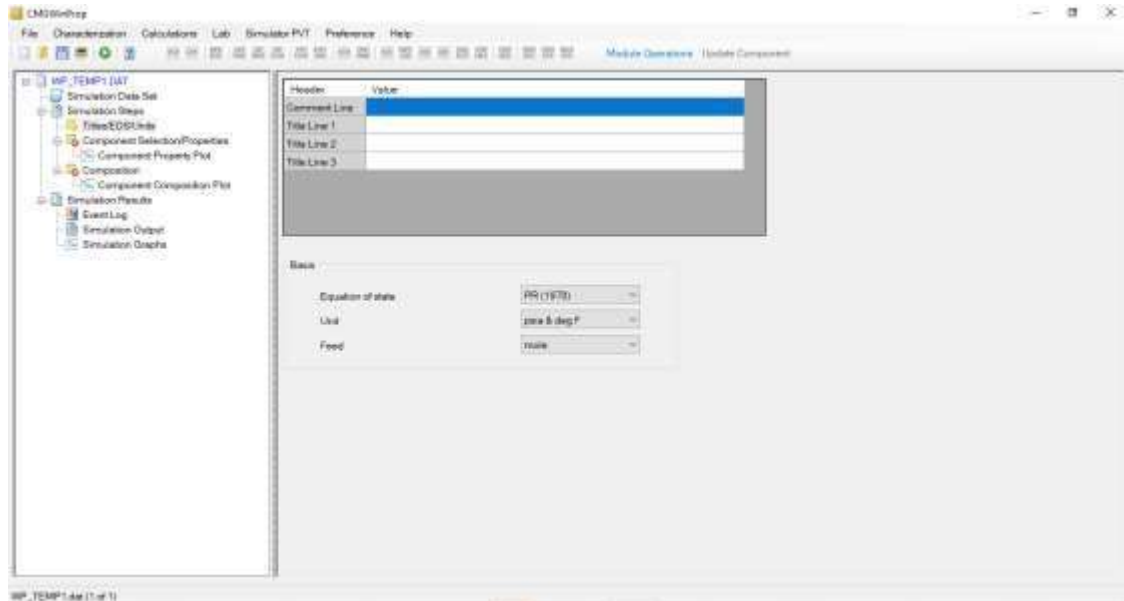 CMGWinProp
File Characterization Calculations Lab Simulator PVT Preference Help
Module Operations Update Component
WP_TEMP1.DAT
Simulation Data Set
Simulation Steps
Titles/EOS/Units
Component Selection/Properties
Component Property Plot
Composition
Component Composition Plot
Simulation Results
Event Log
Simulation Output
Simulation Graphs
Header Value
Comment Line
Title Line 1
Title Line 2
Title Line 3
Basis
Equation of state PR (1978)
Unit psia & deg F
Feed mole
WP_TEMP1.dat (1 of 1)